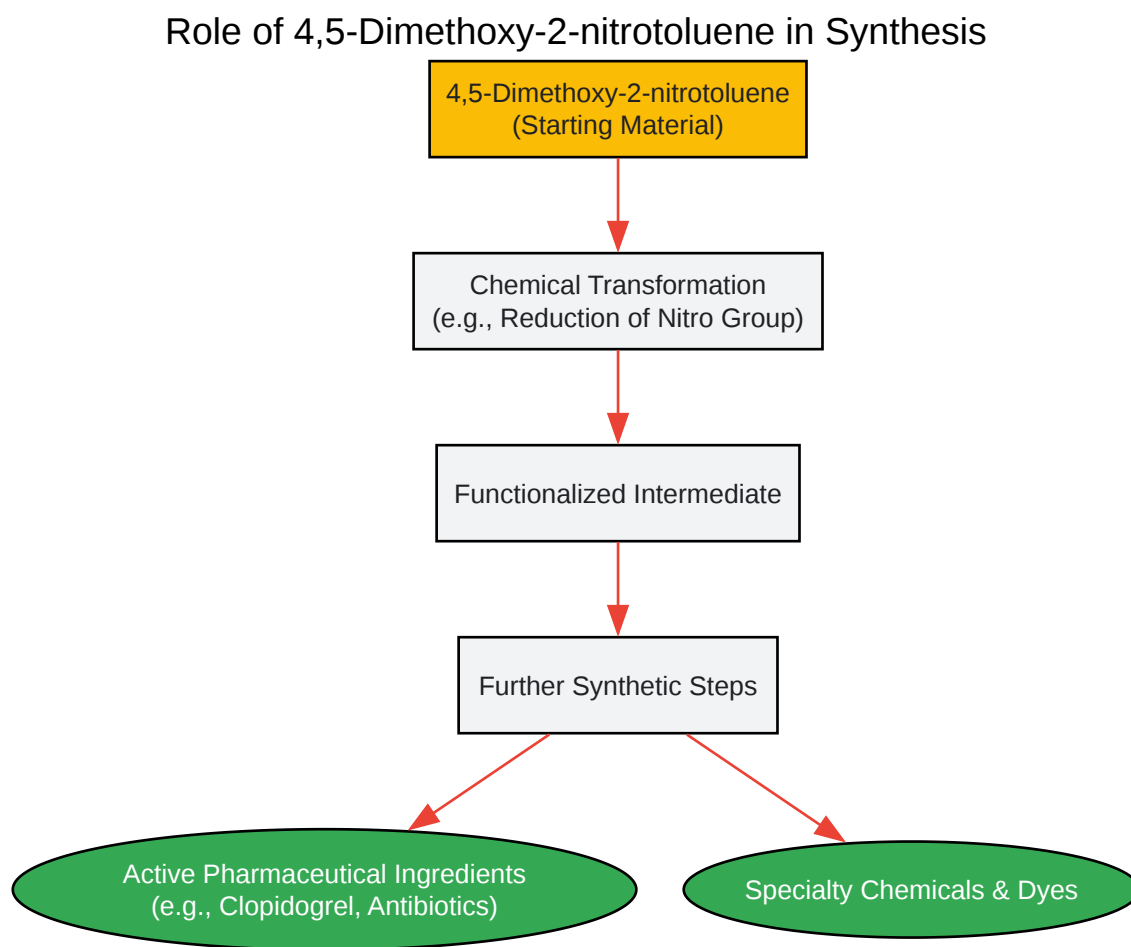 Role of 4,5-Dimethoxy-2-nitrotoluene in Synthesis
4,5-Dimethoxy-2-nitrotoluene
(Starting Material)
Chemical Transformation
(e.g., Reduction of Nitro Group)
Functionalized Intermediate
Further Synthetic Steps
Active Pharmaceutical Ingredients
(e.g., Clopidogrel, Antibiotics)
Specialty Chemicals & Dyes